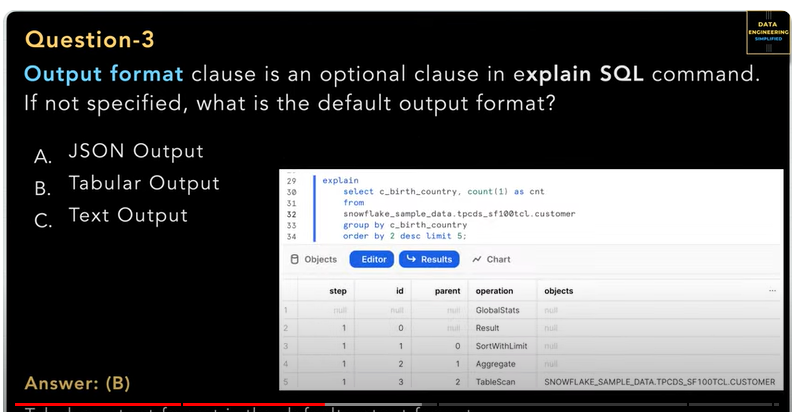 DATA
ENGINEERING
SIMPLIFIED
Question-3
Output format clause is an optional clause in explain SQL command.
If not specified, what is the default output format?
A. JSON Output
B. Tabular Output
C. Text Output
29 explain
30 select c_birth_country, count(1) as cnt
31 from
32 snowflake_sample_data.tpcds_sf100tcl.customer
33 group by c_birth_country
34 order by 2 desc limit 5;
Objects Editor Results Chart
step id parent operation objects ...
1 null null null GlobalStats null
2 1 0 null Result null
3 1 1 0 SortWithLimit null
4 1 2 1 Aggregate null
5 1 3 2 TableScan SNOWFLAKE_SAMPLE_DATA.TPCDS_SF100TCL.CUSTOMER
Answer: (B)